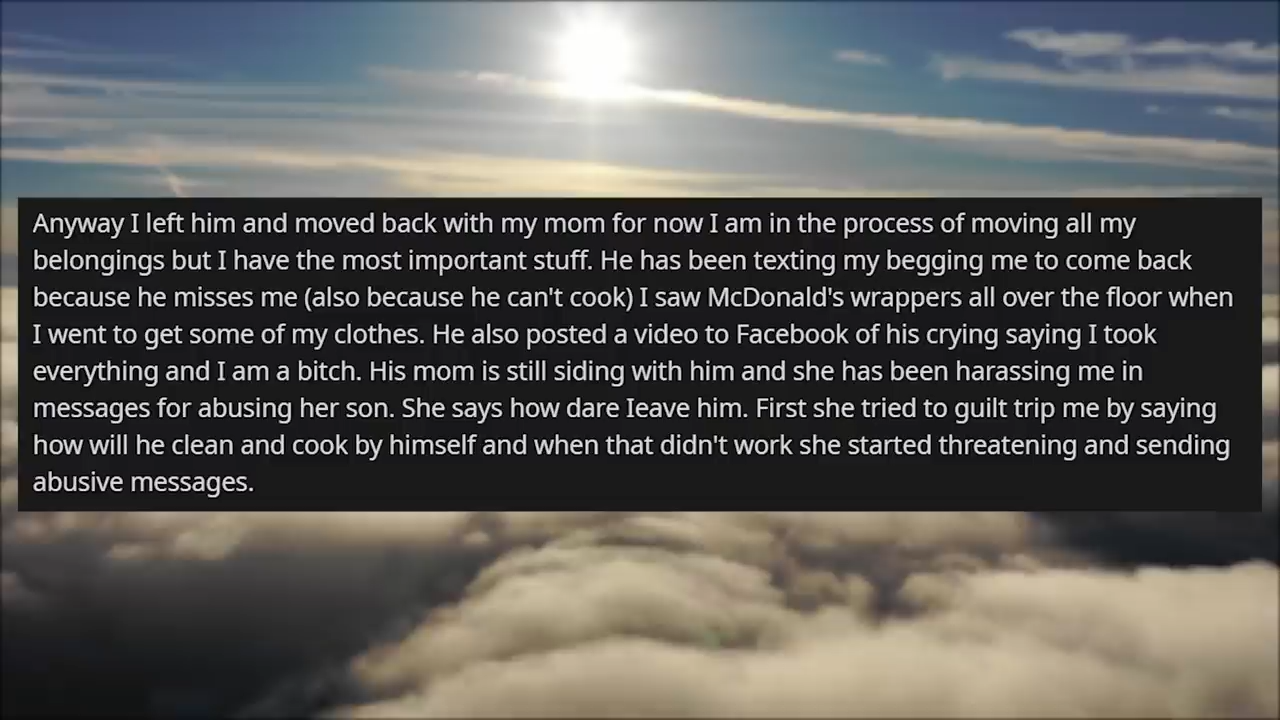 Anyway I left him and moved back with my mom for now I am in the process of moving all my
belongings but I have the most important stuff. He has been texting my begging me to come back
because he misses me (also because he can't cook) I saw McDonald's wrappers all over the floor when
I went to get some of my clothes. He also posted a video to Facebook of his crying saying I took
everything and I am a bitch. His mom is still siding with him and she has been harassing me in
messages for abusing her son. She says how dare Ieave him. First she tried to guilt trip me by saying
how will he clean and cook by himself and when that didn't work she started threatening and sending
abusive messages.